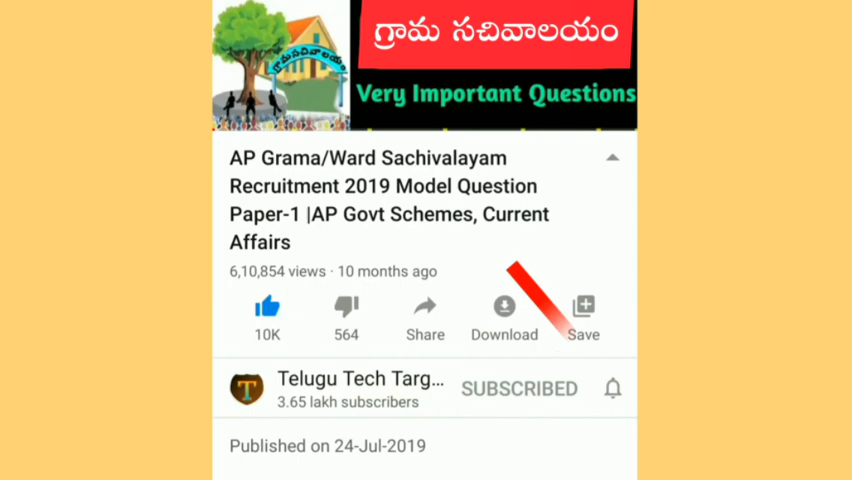 గ్రామ సచివాలయం
గ్రామసచివాలయం
Very Important Questions
AP Grama/Ward Sachivalayam
Recruitment 2019 Model Question
Paper-1 |AP Govt Schemes, Current
Affairs
6,10,854 views · 10 months ago
10K
564
Share
Download
Save
T
Telugu Tech Targ...
3.65 lakh subscribers
SUBSCRIBED
Published on 24-Jul-2019